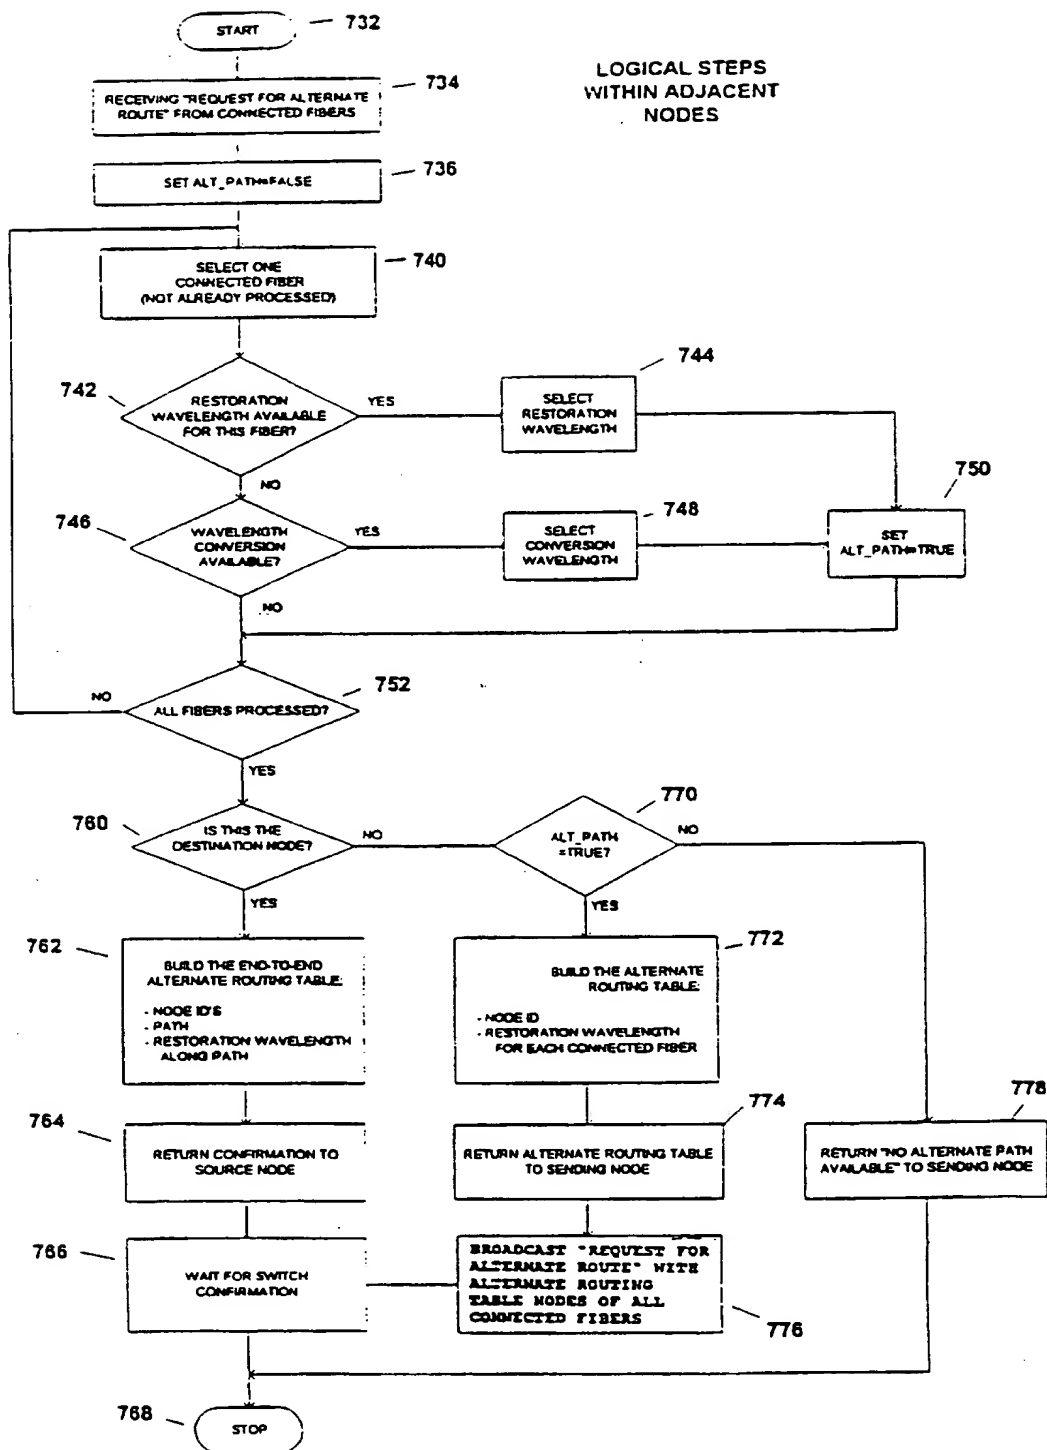 START
732
LOGICAL STEPS
WITHIN ADJACENT
NODES
RECEIVING "REQUEST FOR ALTERNATE
ROUTE" FROM CONNECTED FIBERS
734
SET ALT_PATH=FALSE
736
SELECT ONE
CONNECTED FIBER
(NOT ALREADY PROCESSED)
740
742
RESTORATION
WAVELENGTH AVAILABLE
FOR THIS FIBER?
YES
NO
744
SELECT
RESTORATION
WAVELENGTH
750
SET
ALT_PATH=TRUE
746
WAVELENGTH
CONVERSION
AVAILABLE?
YES
NO
748
SELECT
CONVERSION
WAVELENGTH
NO
ALL FIBERS PROCESSED?
752
YES
760
IS THIS THE
DESTINATION NODE?
NO
YES
770
ALT_PATH
=TRUE?
NO
YES
762
BUILD THE END-TO-END
ALTERNATE ROUTING TABLE:
- NODE ID'S
- PATH
- RESTORATION WAVELENGTH
ALONG PATH
772
BUILD THE ALTERNATE
ROUTING TABLE:
- NODE ID
- RESTORATION WAVELENGTH
FOR EACH CONNECTED FIBER
764
RETURN CONFIRMATION TO
SOURCE NODE
774
RETURN ALTERNATE ROUTING TABLE
TO SENDING NODE
778
RETURN "NO ALTERNATE PATH
AVAILABLE" TO SENDING NODE
766
WAIT FOR SWITCH
CONFIRMATION
BROADCAST "REQUEST FOR
ALTERNATE ROUTE" WITH
ALTERNATE ROUTING
TABLE NODES OF ALL
CONNECTED FIBERS
776
768
STOP